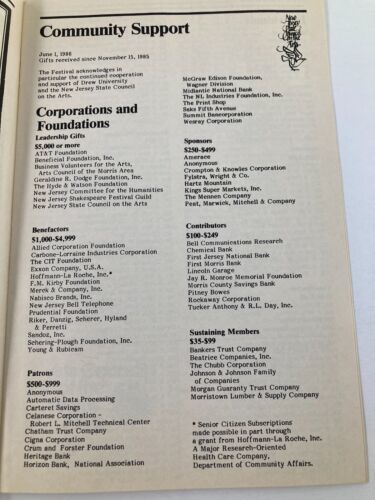 Community Support
June 1, 1986
Gifts received since November 15, 1985
The Festival acknowledges in
particular the continued cooperation
and support of Drew University
and the New Jersey State Council
on the Arts.
Corporations and
Foundations
Leadership Gifts
$5,000 or more
AT&T Foundation
Beneficial Foundation, Inc.
Business Volunteers for the Arts,
Arts Council of the Morris Area
Geraldine R. Dodge Foundation, Inc.
The Hyde & Watson Foundation
New Jersey Committee for the Humanities
New Jersey Shakespeare Festival Guild
New Jersey State Council on the Arts
Benefactors
$1,000-$4,999
Allied Corporation Foundation
Carbone-Lorraine Industries Corporation
The CIT Foundation
Exxon Company, U.S.A.
Hoffmann-La Roche, Inc.*
F.M. Kirby Foundation
Merck & Company, Inc.
Nabisco Brands, Inc.
New Jersey Bell Telephone
Prudential Foundation
Riker, Danzig, Scherer, Hyland
& Perretti
Sandoz, Inc.
Schering-Plough Foundation, Inc.
Young & Rubicam
Patrons
$500-$999
Anonymous
Automatic Data Processing
Carteret Savings
Celanese Corporation -
Robert L. Mitchell Technical Center
Chatham Trust Company
Cigna Corporation
Crum and Forster Foundation
Heritage Bank
Horizon Bank, National Association
McGraw Edison Foundation,
Wagner Division
Midlantic National Bank
The NL Industries Foundation, Inc.
The Print Shop
Saks Fifth Avenue
Summit Bancorporation
Wesray Corporation
Sponsors
$250-$499
Amerace
Anonymous
Crompton & Knowles Corporation
Fylstra, Wright & Co.
Hartz Mountain
Kings Super Markets, Inc.
The Mennen Company
Peat, Marwick, Mitchell & Company
Contributors
$100-$249
Bell Communications Research
Chemical Bank
First Jersey National Bank
First Morris Bank
Lincoln Garage
Jay R. Monroe Memorial Foundation
Morris County Savings Bank
Pitney Bowes
Rockaway Corporation
Tucker Anthony & R.L. Day, Inc.
Sustaining Members
$35-$99
Bankers Trust Company
Beatrice Companies, Inc.
The Chubb Corporation
Johnson & Johnson Family
of Companies
Morgan Guaranty Trust Company
Morristown Lumber & Supply Company
* Senior Citizen Subscriptions
made possible in part through
a grant from Hoffmann-La Roche, Inc.
A Major Research-Oriented
Health Care Company,
Department of Community Affairs.